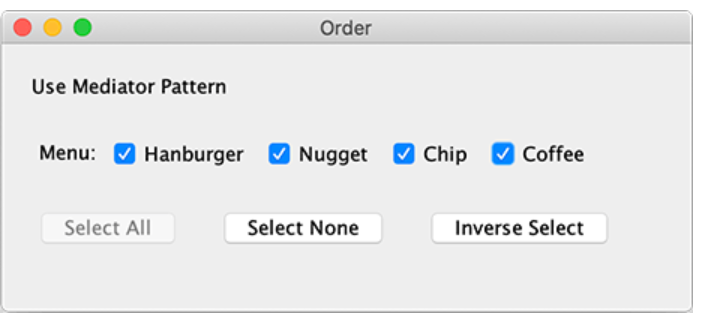 Order
Use Mediator Pattern
Menu: Hanburger Nugget Chip Coffee
Select All Select None Inverse Select